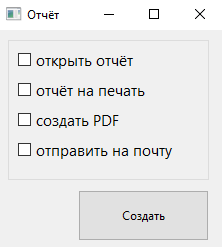 Отчёт
открыть отчёт
отчёт на печать
создать PDF
отправить на почту
Создать